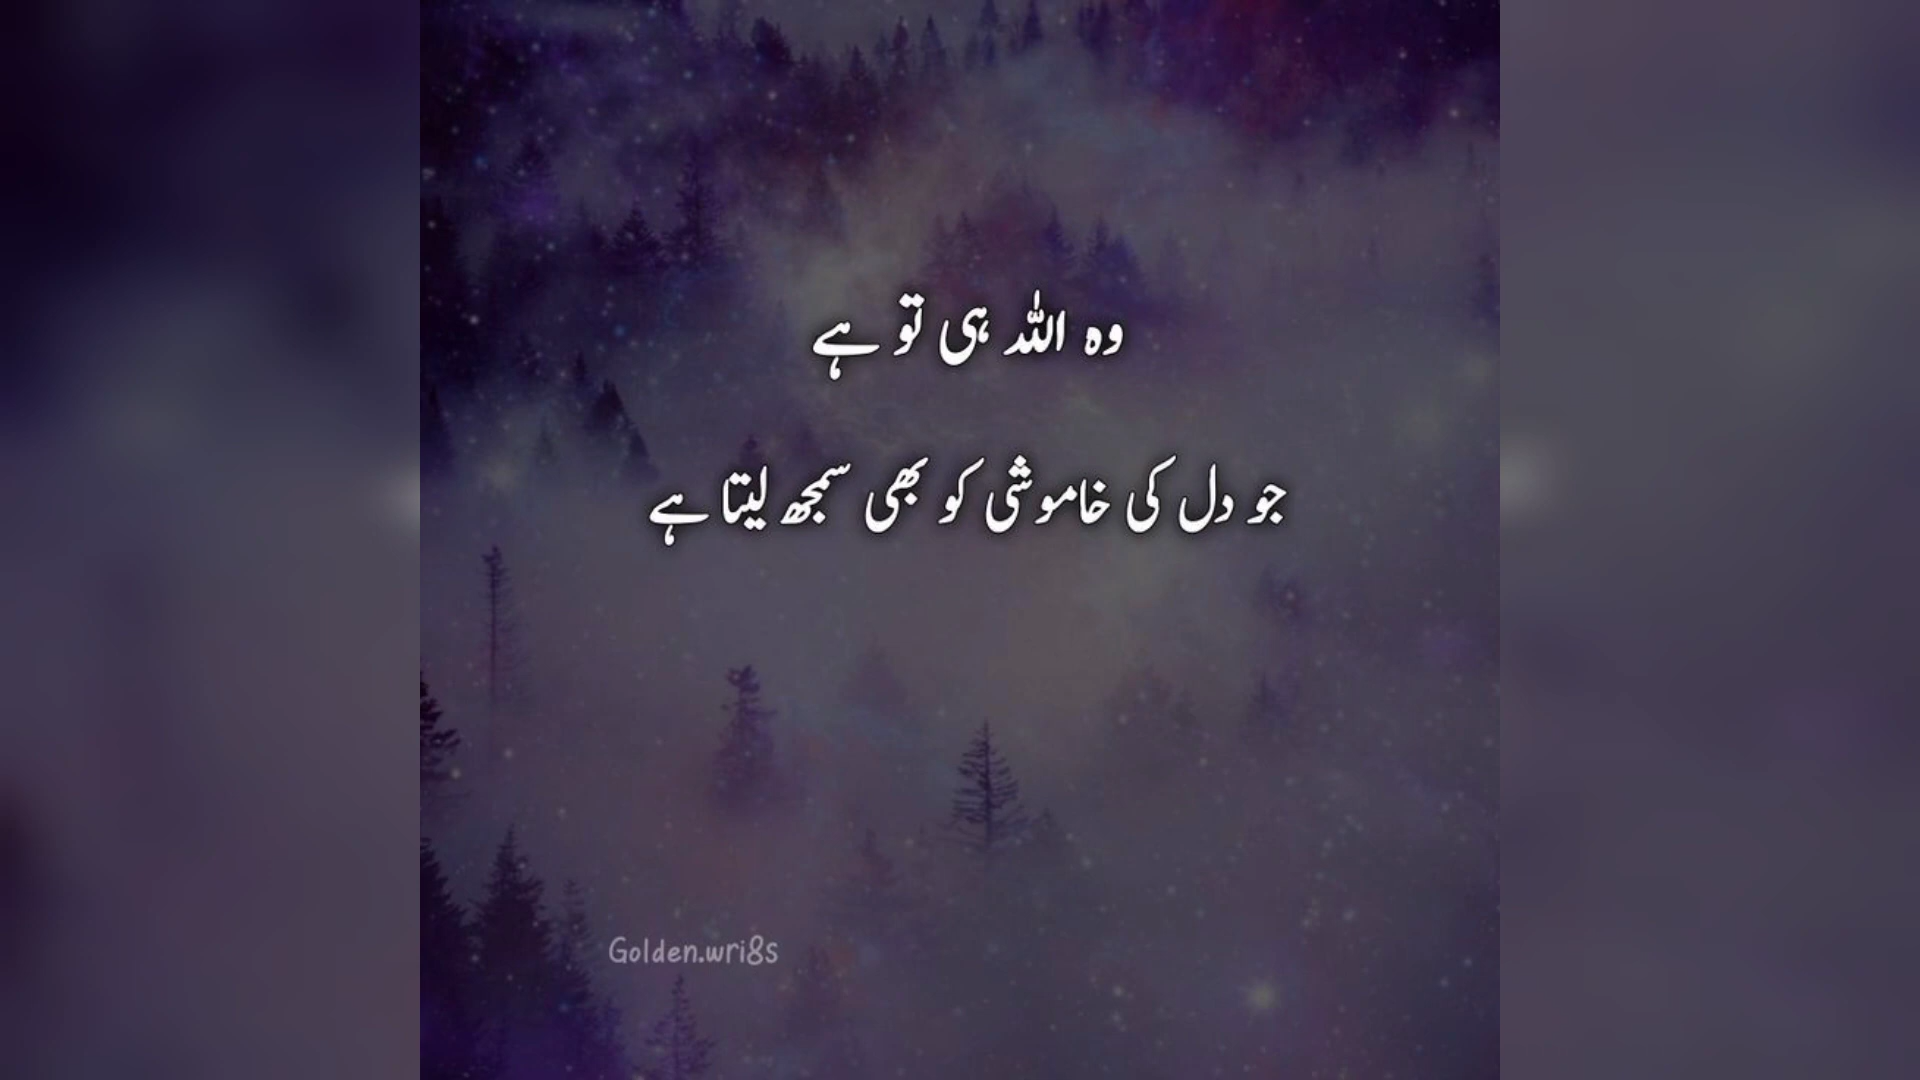 وہ اللہ ہی تو ہے
جو دل کی خاموشی کو بھی سمجھ لیتا ہے
Golden.wri8s